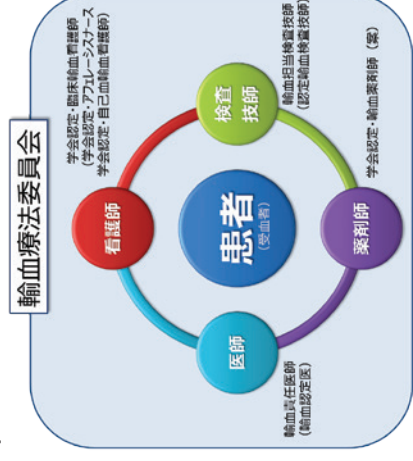 輸血療法委員会
学会認定・臨床輸血看護師
(学会認定・アフェレーシスナース
学会認定・自己血輸血看護師)
看護師
検査
技師
輸血担当検査技師
(認定輸血検査技師)
患者
(受血者)
医師
輸血責任医師
(輸血認定医)
薬剤師
学会認定・輸血薬剤師(案)